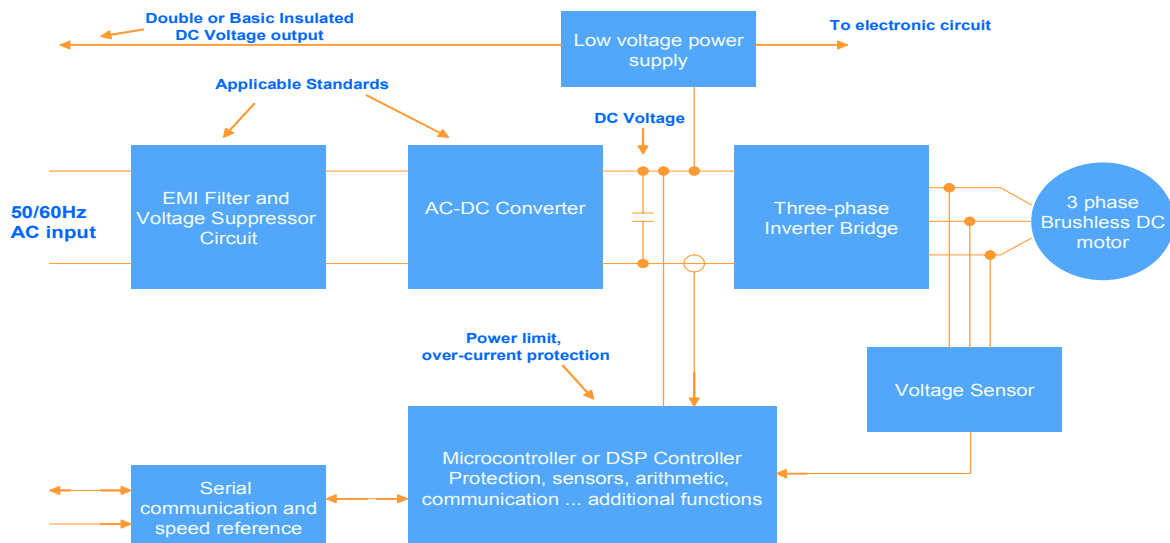 Double or Basic Insulated
DC Voltage output
Low voltage power
supply
To electronic circuit
Applicable Standards
DC Voltage
50/60Hz
AC input
EMI Filter and
Voltage Suppressor
Circuit
AC-DC Converter
Three-phase
Inverter Bridge
3 phase
Brushless DC
motor
Power limit,
over-current protection
Voltage Sensor
Microcontroller or DSP Controller
Protection, sensors, arithmetic,
communication ... additional functions
Serial
communication and
speed reference